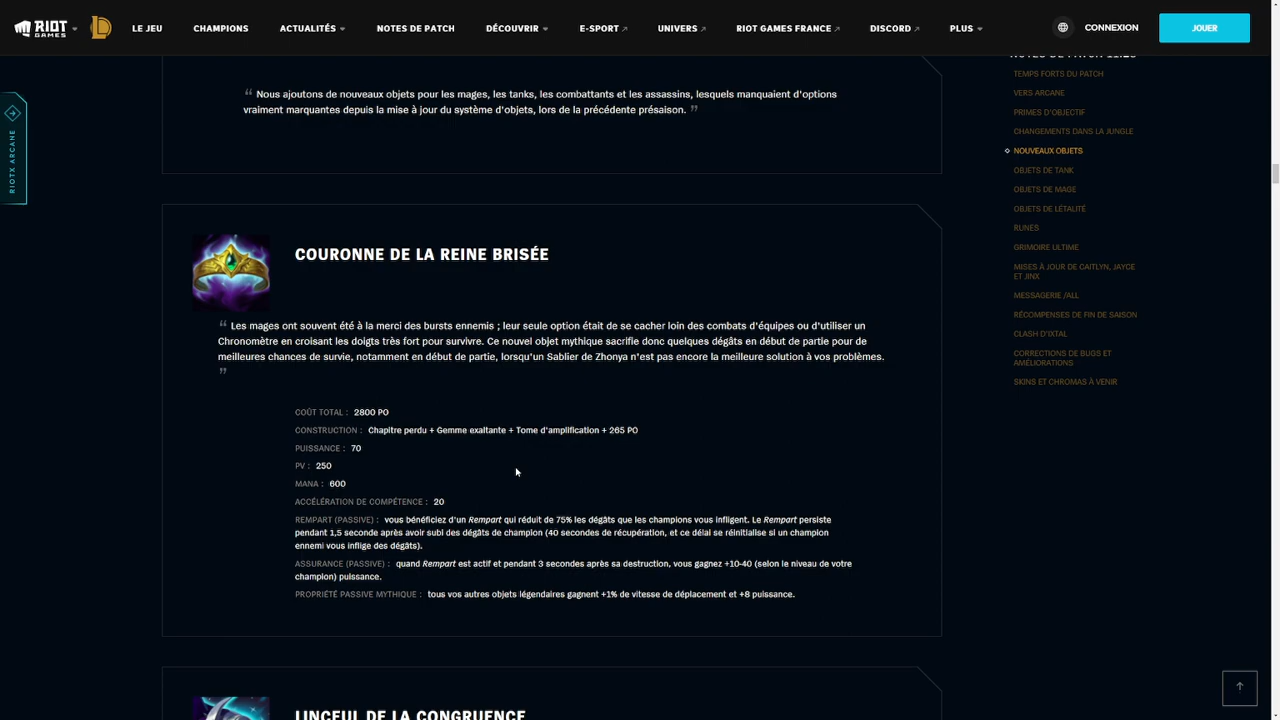 RIOT GAMES
LE JEU
CHAMPIONS
ACTUALITÉS
NOTES DE PATCH
DÉCOUVRIR
E-SPORT
UNIVERS
RIOT GAMES FRANCE
DISCORD
PLUS
CONNEXION
JOUER
RIOTX ARCANE
“ Nous ajoutons de nouveaux objets pour les mages, les tanks, les combattants et les assassins, lesquels manquaient d'options
vraiment marquantes depuis la mise à jour du système d'objets, lors de la précédente présaison. ”
COURONNE DE LA REINE BRISÉE
“ Les mages ont souvent été à la merci des bursts ennemis ; leur seule option était de se cacher loin des combats d'équipes ou d'utiliser un
Chronomètre en croisant les doigts très fort pour survivre. Ce nouvel objet mythique sacrifie donc quelques dégâts en début de partie pour de
meilleures chances de survie, notamment en début de partie, lorsqu'un Sablier de Zhonya n'est pas encore la meilleure solution à vos problèmes.
”
COÛT TOTAL : 2800 PO
CONSTRUCTION : Chapitre perdu + Gemme exaltante + Tome d'amplification + 265 PO
PUISSANCE : 70
PV : 250
MANA : 600
ACCÉLÉRATION DE COMPÉTENCE : 20
REMPART (PASSIVE) : vous bénéficiez d'un Rempart qui réduit de 75% les dégâts que les champions vous infligent. Le Rempart persiste
pendant 1,5 seconde après avoir subi des dégâts de champion (40 secondes de récupération, et ce délai se réinitialise si un champion
ennemi vous inflige des dégâts).
ASSURANCE (PASSIVE) : quand Rempart est actif et pendant 3 secondes après sa destruction, vous gagnez +10-40 (selon le niveau de votre
champion) puissance.
PROPRIÉTÉ PASSIVE MYTHIQUE : tous vos autres objets légendaires gagnent +1% de vitesse de déplacement et +8 puissance.
LINCEUL DE LA CONGRUENCE
TEMPS FORTS DU PATCH
VERS ARCANE
PRIMES D'OBJECTIF
CHANGEMENTS DANS LA JUNGLE
NOUVEAUX OBJETS
OBJETS DE TANK
OBJETS DE MAGE
OBJETS DE LÉTALITÉ
RUNES
GRIMOIRE ULTIME
MISES À JOUR DE CAITLYN, JAYCE
ET JINX
MESSAGERIE /ALL
RÉCOMPENSES DE FIN DE SAISON
CLASH D'IXTAL
CORRECTIONS DE BUGS ET
AMÉLIORATIONS
SKINS ET CHROMAS À VENIR